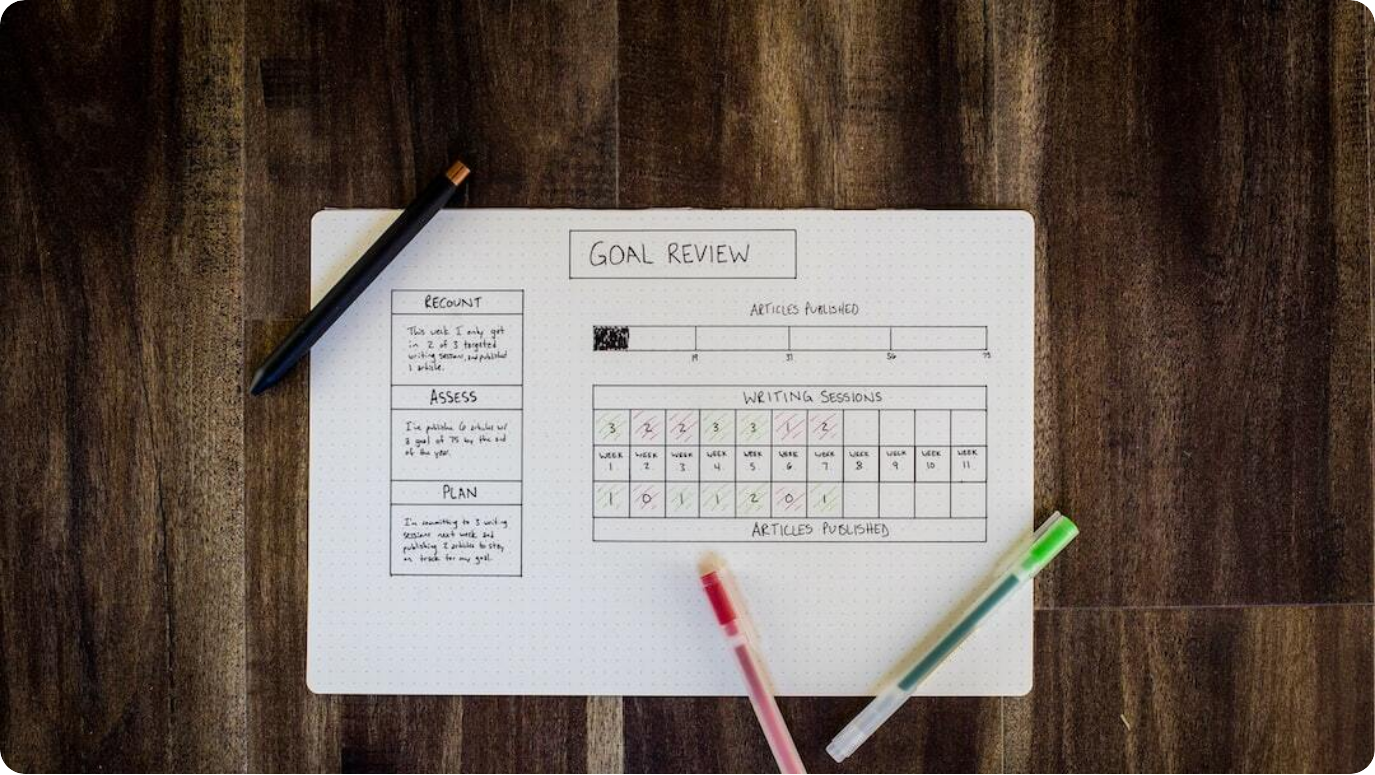 GOAL REVIEW
RECOUNT
This week I only got
in 2 of 3 targeted
writing sessions, and published
1 article.
ASSESS
I've publishe 6 articles w/
a goal of 75 by the end
of the year.
PLAN
I'm committing to 3 writing
sessions next week and
publishing 1 articles to stay
on track for my goal.
ARTICLES PUBLISHED
19 37 56 75
WRITING SESSIONS
3 2 2 3 3 1 2
WEEK WEEK WEEK WEEK WEEK WEEK WEEK WEEK WEEK WEEK WEEK
1 2 3 4 5 6 7 8 9 10 11
1 0 1 1 2 0 1
ARTICLES PUBLISHED